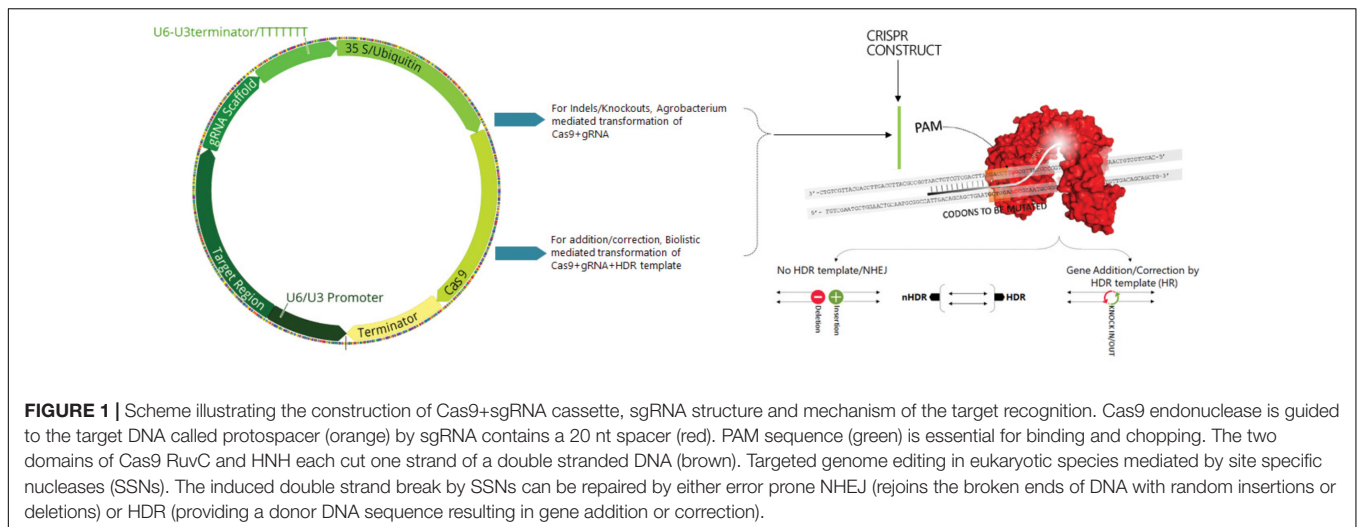 U6-U3terminator/TTTTTTT
35 S/Ubiquitin
gRNA Scaffold
Target Region
U6/U3 Promoter
Terminator
Cas 9
For Indels/Knockouts, Agrobacterium
mediated transformation of
Cas9+gRNA
For addition/correction, Biolistic
mediated transformation of
Cas9+gRNA+HDR template
CRISPR
CONSTRUCT
PAM
CODONS TO BE MUTATED
No HDR template/NHEJ
Deletion
Insertion
nHDR
HDR
Gene Addition/Correction by
HDR template (HR)
KNOCK IN/OUT
FIGURE 1 | Scheme illustrating the construction of Cas9+sgRNA cassette, sgRNA structure and mechanism of the target recognition. Cas9 endonuclease is guided
to the target DNA called protospacer (orange) by sgRNA contains a 20 nt spacer (red). PAM sequence (green) is essential for binding and chopping. The two
domains of Cas9 RuvC and HNH each cut one strand of a double stranded DNA (brown). Targeted genome editing in eukaryotic species mediated by site specific
nucleases (SSNs). The induced double strand break by SSNs can be repaired by either error prone NHEJ (rejoins the broken ends of DNA with random insertions or
deletions) or HDR (providing a donor DNA sequence resulting in gene addition or correction).